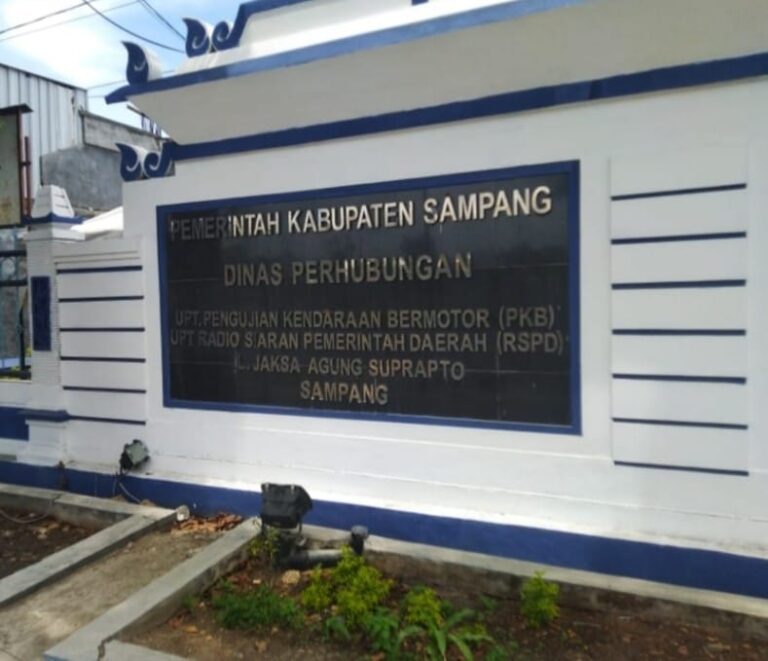 PEMERINTAH KABUPATEN SAMPANG
DINAS PERHUBUNGAN
UPT. PENGUJIAN KENDARAAN BERMOTOR (PKB)
UPT RADIO SIARAN PEMERINTAH DAERAH (RSPD)
JL. JAKSA AGUNG SUPRAPTO
SAMPANG